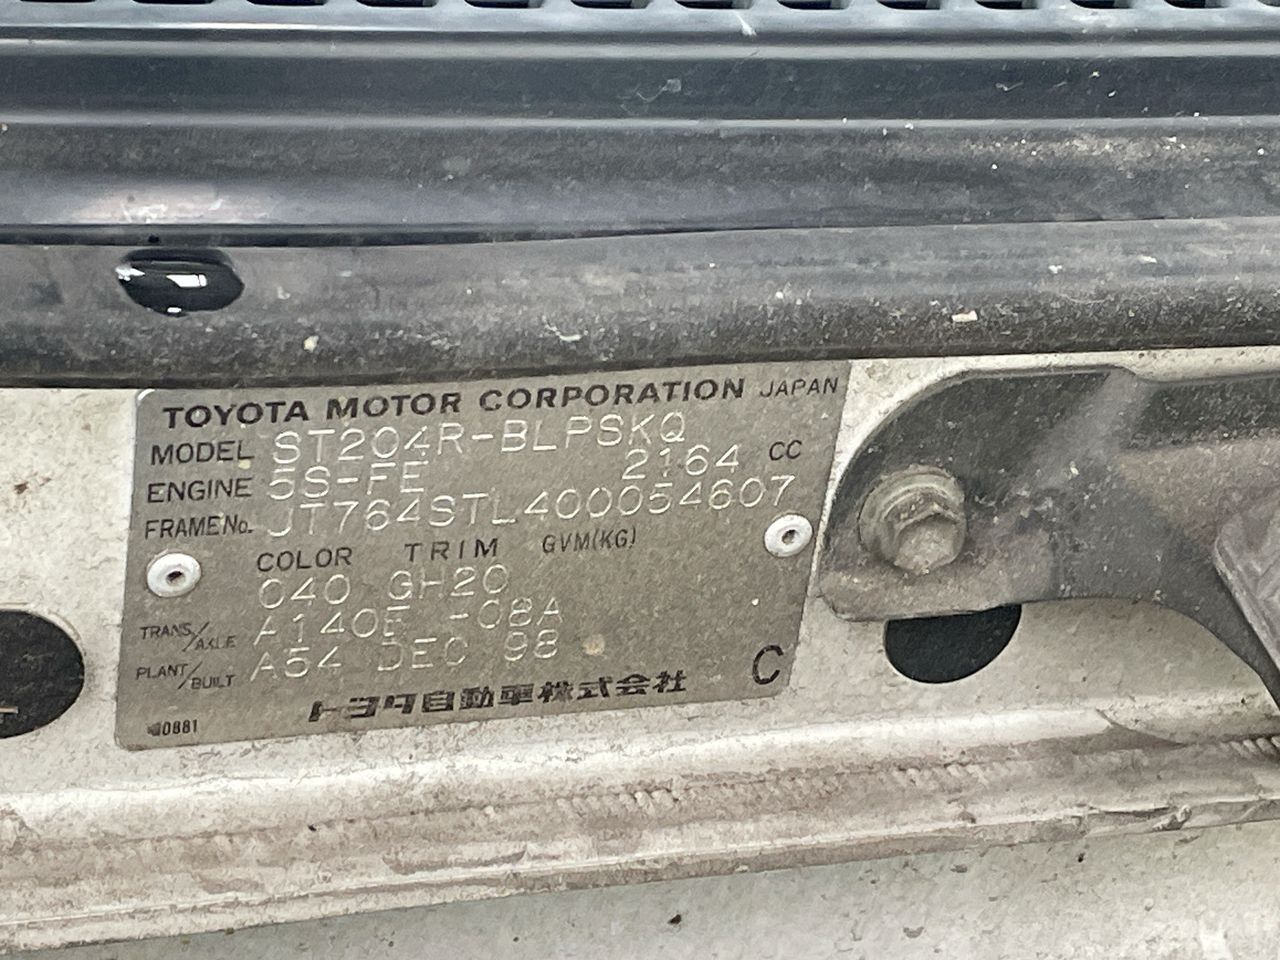 TOYOTA MOTOR CORPORATION JAPAN
MODEL ST204R-BLPSKQ
ENGINE 5S-FE 2164 CC
FRAME No. JT764STL400054607
COLOR TRIM GVM(KG)
040 GH20
TRANS/AXLE A140E -08A
PLANT/BUILT A54 DEC 98
トヨタ自動車株式会社 C
0881